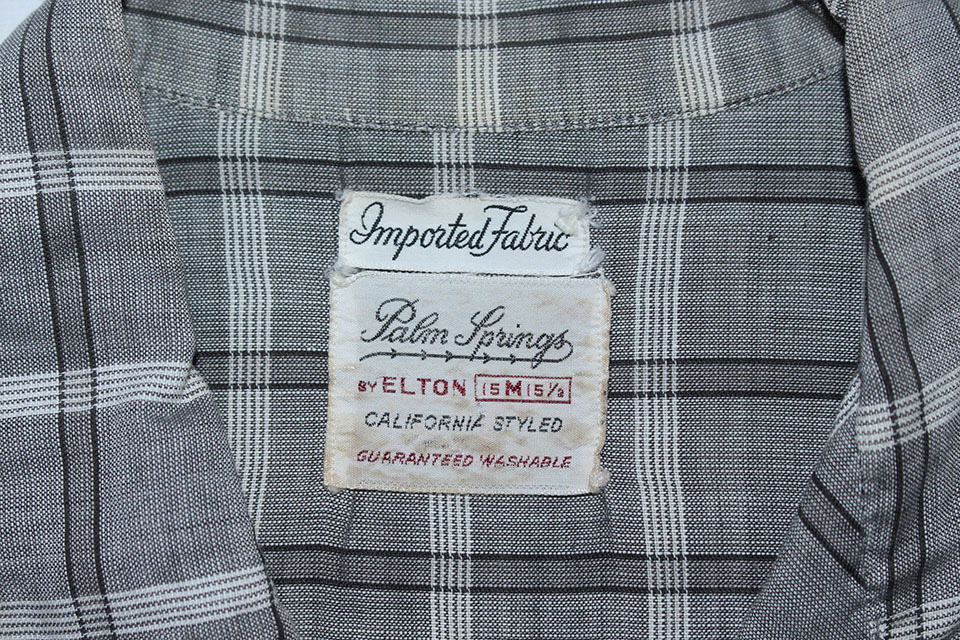 Imported Fabric
Palm Springs
BY ELTON 15 M 15½
CALIFORNIA STYLED
GUARANTEED WASHABLE